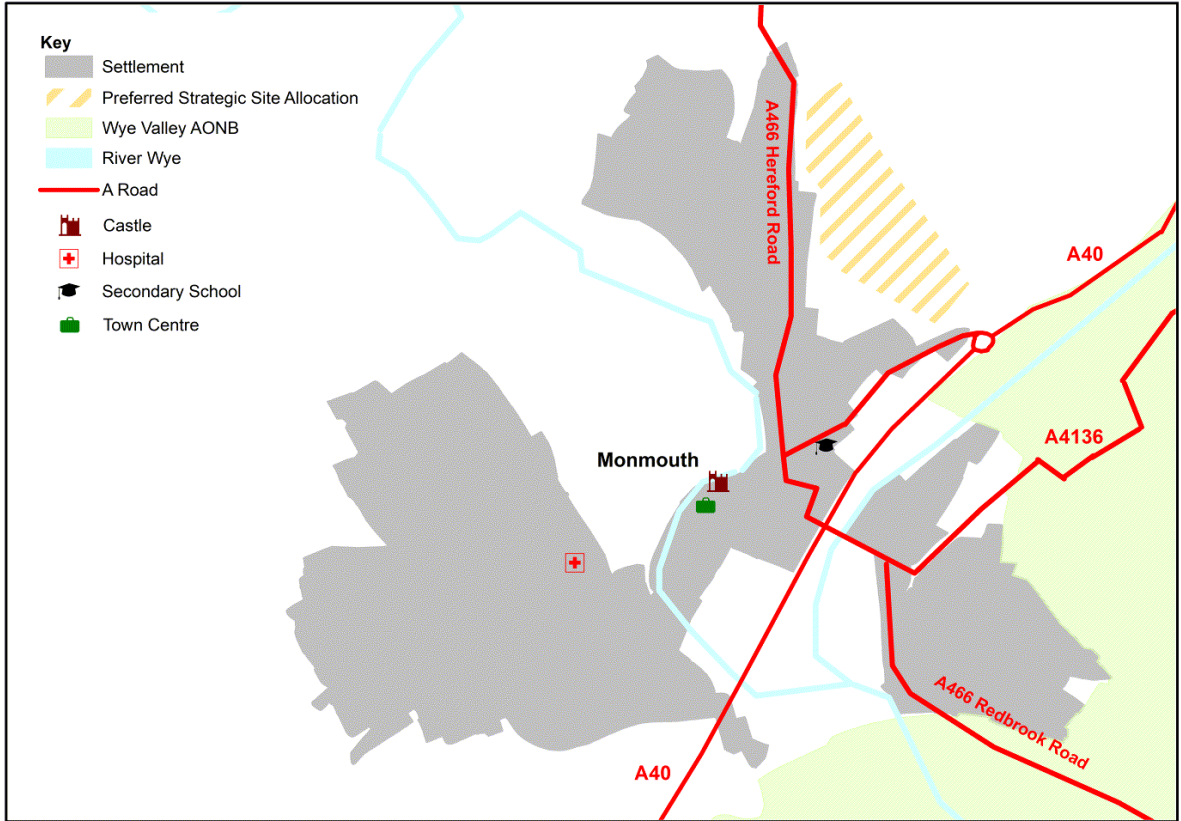 Key
Settlement
Preferred Strategic Site Allocation
Wye Valley AONB
River Wye
A Road
Castle
Hospital
Secondary School
Town Centre
A466 Hereford Road
A40
A4136
Monmouth
A466 Redbrook Road
A40